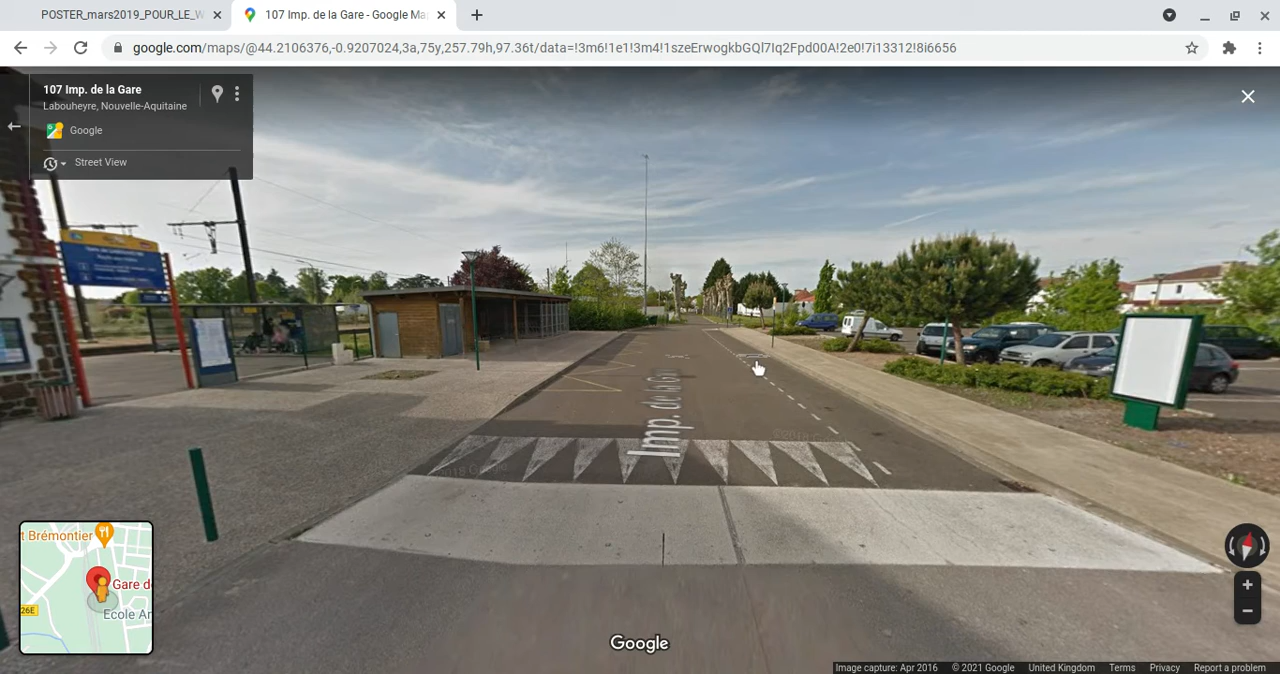 POSTER_mars2019_POUR_LE_W
107 Imp. de la Gare - Google Ma
google.com/maps/@44.2106376,-0.9207024,3a,75y,257.79h,97.36t/data=!3m6!1e1!3m4!1szeErwogkbGQl7Iq2Fpd00A!2e0!7i13312!8i6656
107 Imp. de la Gare
Labouheyre, Nouvelle-Aquitaine
Google
Street View
Imp. de la Gare
t Brémontier
Gare d
26E
Ecole Ar
Google
Image capture: Apr 2016 © 2021 Google United Kingdom Terms Privacy Report a problem